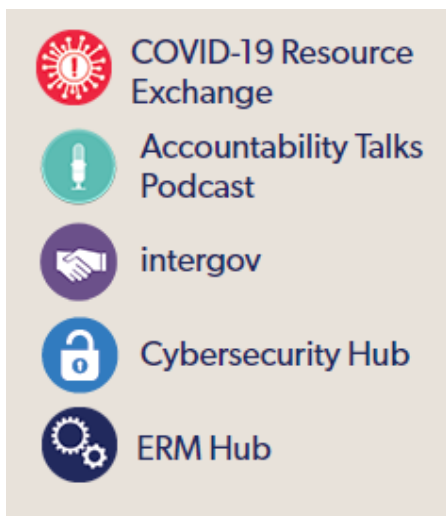 COVID-19 Resource
Exchange
Accountability Talks
Podcast
intergov
Cybersecurity Hub
ERM Hub